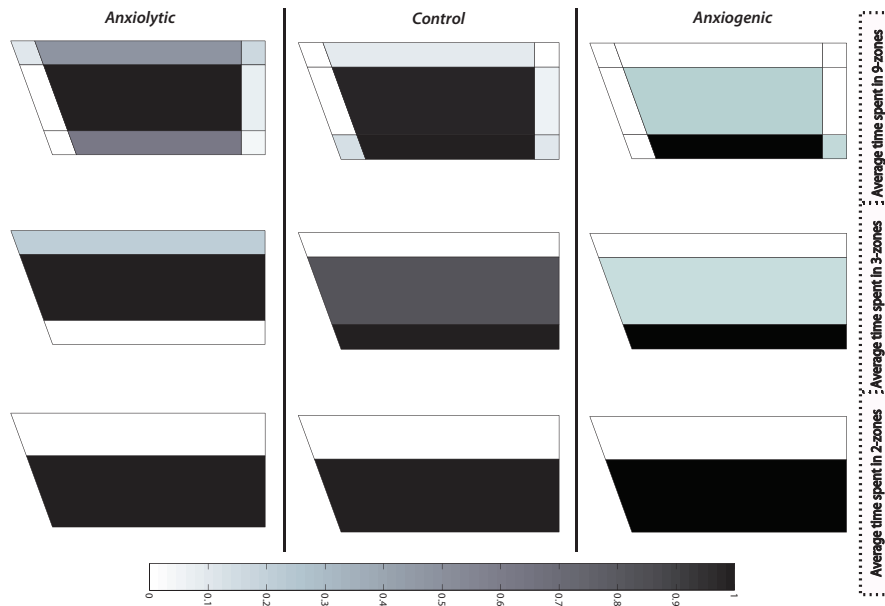 Anxiolytic
Control
Anxiogenic
Average time spent in 9-zones
Average time spent in 3-zones
Average time spent in 2-zones
0
0.1
0.2
0.3
0.4
0.5
0.6
0.7
0.8
0.9
1